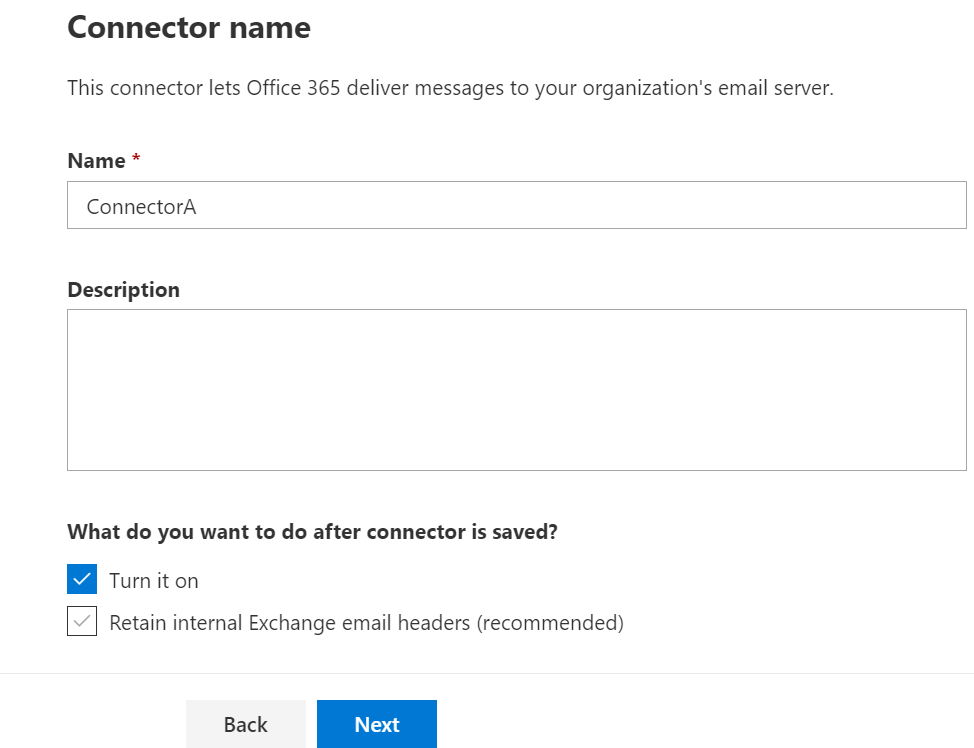 Connector name
This connector lets Office 365 deliver messages to your organization's email server.
Name *
ConnectorA
Description
What do you want to do after connector is saved?
Turn it on
Retain internal Exchange email headers (recommended)
Back
Next